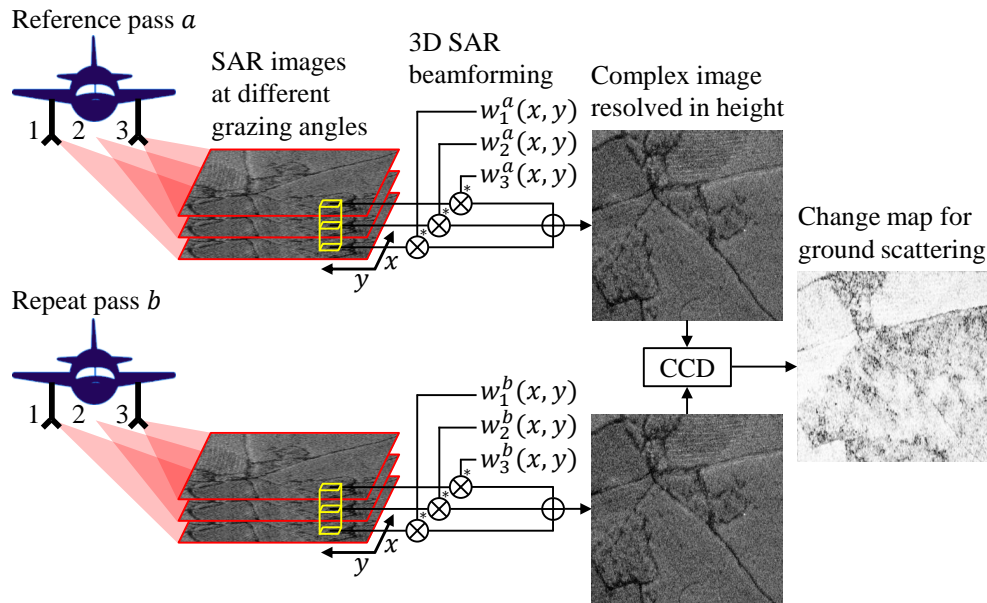 Reference pass a
1 2 3
SAR images
at different
grazing angles
3D SAR
beamforming
w₁ᵃ(x, y)
w₂ᵃ(x, y)
w₃ᵃ(x, y)
* * *
y x
Complex image
resolved in height
Change map for
ground scattering
CCD
Repeat pass b
1 2 3
w₁ᵇ(x, y)
w₂ᵇ(x, y)
w₃ᵇ(x, y)
* * *
y x